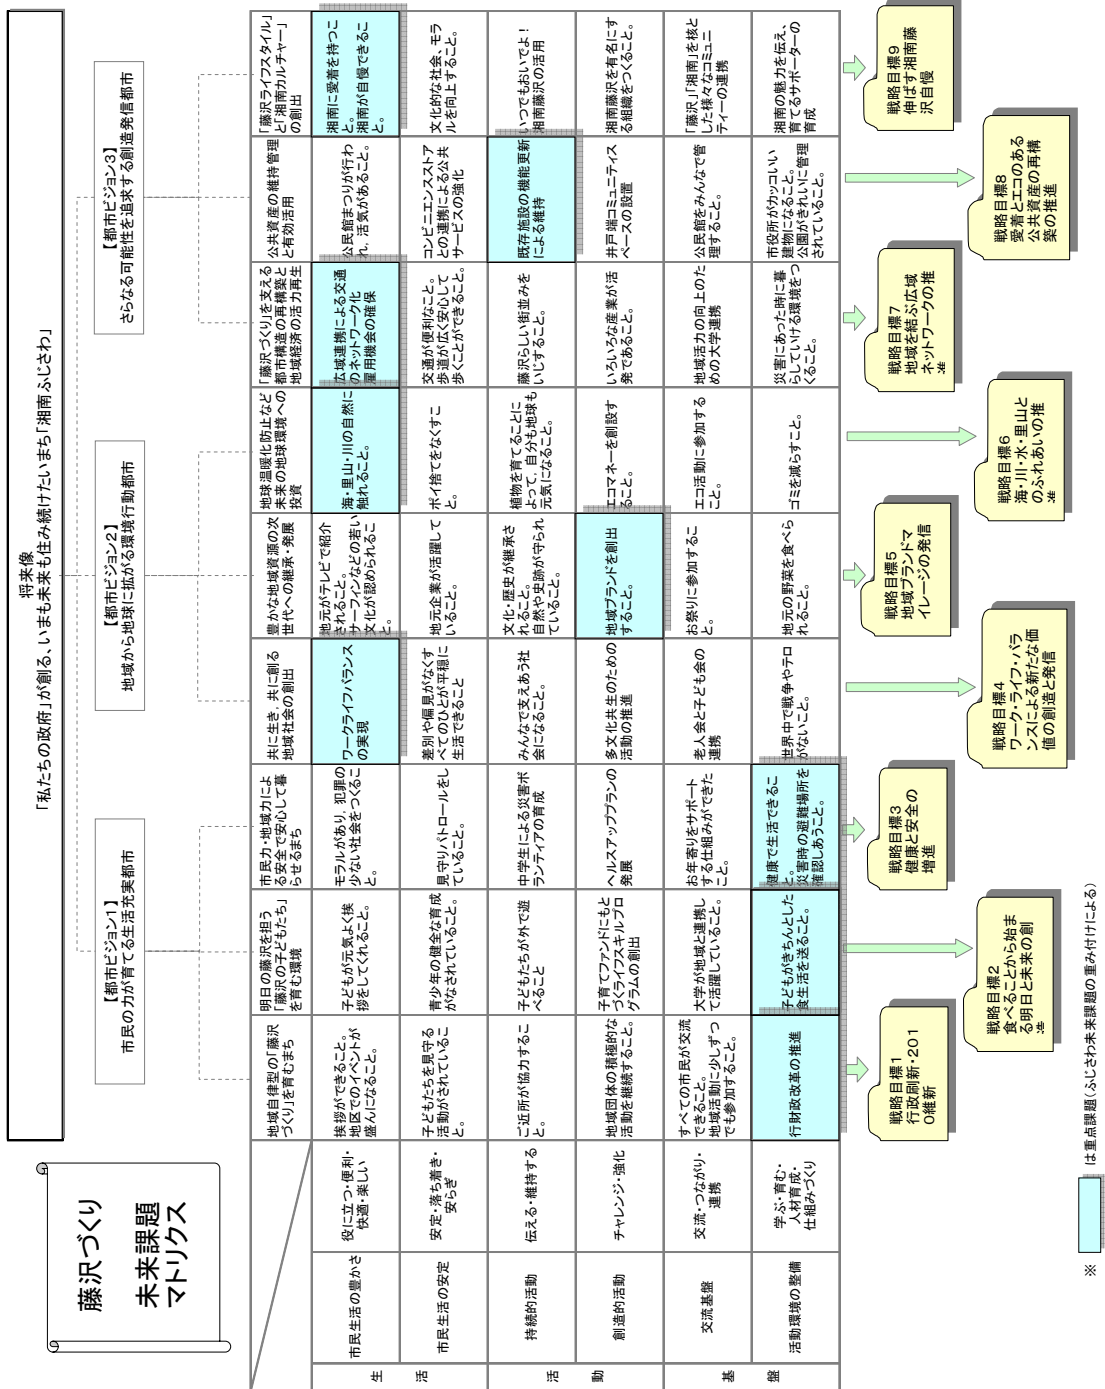 藤沢づくり
未来課題
マトリクス
将来像
「私たちの政府」が創る、いまも未来も住み続けたいまち「湘南ふじさわ」
【都市ビジョン1】
市民の力が育てる生活充実都市
【都市ビジョン2】
地域から地球に拡がる環境行動都市
【都市ビジョン3】
さらなる可能性を追求する創造発信都市
地域自律型の「藤沢
づくり」を育むまち
明日の藤沢を担う
「藤沢の子どもたち」
を育む環境
市民力・地域力によ
る安全で安心して暮
らせるまち
共に生き、共に創る
地域社会の創出
豊かな地域資源の次
世代への継承・発展
地球温暖化防止など
未来の地球環境への
投資
「藤沢づくり」を支える
都市構造の再構築と
地域経済の活力再生
公共資産の維持管理
と有効活用
「藤沢ライフスタイル」
と「湘南カルチャー」
の創出
生活
市民生活の豊かさ
役に立つ・便利・
快適・楽しい
挨拶ができること。
地区でのイベントが
盛んになること。
子どもが元気よく挨
拶をしてくれること。
モラルがあり、犯罪の
少ない社会をつくるこ
と。
ワークライフバランス
の実現
地元がテレビで紹介
されること。
サーフィンなどの若い
文化が認められるこ
と。
海・里山・川の自然に
触れること。
広域連携による交通
のネットワーク化
雇用機会の確保
公民館まつりが行わ
れ、活気があること。
湘南に愛着を持つこ
と。
湘南が自慢できるこ
と。
市民生活の安定
安定・落ち着き・
安らぎ
子どもたちを見守る
活動がされているこ
と。
青少年の健全な育成
がなされていること。
見守りパトロールをし
ていること。
差別や偏見がなくす
べてのひとが平穏に
生活できること
地元企業が活躍して
いること。
ポイ捨てをなくすこ
と。
交通が便利なこと。
歩道が広く安心して
歩くことができること。
コンビニエンスストア
との連携による公共
サービスの強化
文化的な社会、モラ
ルを向上すること。
活動
持続的活動
伝える・維持する
ご近所が協力するこ
と。
子どもたちが外で遊
べること
中学生による災害ボ
ランティアの育成
みんなで支えあう社
会になること。
文化・歴史が継承さ
れること。
自然や史跡が守られ
ていること。
植物を育てることに
よって、自分も地球も
元気になること。
藤沢らしい街並みを
いじすること。
既存施設の機能更新
による維持
いつでもおいでよ！
湘南藤沢の活用
創造的活動
チャレンジ・強化
地域団体の積極的な
活動を継続すること。
子育てファンドにもと
づくライフスキルプロ
グラムの創出
ヘルスアッププランの
発展
多文化共生のための
活動の推進
地域ブランドを創出
すること。
エコマネーを創設す
ること。
いろいろな産業が活
発であること。
井戸端コミュニティス
ペースの設置
湘南藤沢を有名にす
る組織をつくること。
基盤
交流基盤
交流・つながり・
連携
すべての市民が交流
できること。
地域活動に少しずつ
でも参加すること。
大学が地域と連携し
て活躍していること。
お年寄りをサポート
する仕組みができた
こと。
老人会と子ども会の
連携
お祭りに参加するこ
と。
エコ活動に参加する
こと。
地域活力の向上のた
めの大学連携
公民館をみんなで管
理すること。
「藤沢」「湘南」を核と
した様々なコミュニ
ティーの連携
活動環境の整備
学ぶ・育む・
人材育成・
仕組みづくり
行財政改革の推進
子どもがきちんとした
食生活を送ること。
健康で生活できるこ
と。
災害時の避難場所を
確認しあうこと。
世界中で戦争やテロ
がないこと。
地元の野菜を食べら
れること。
ゴミを減らすこと。
災害にあった時に暮
らしていける環境をつ
くること。
市役所がカッコいい
建物になること。
公園がきれいに管理
されていること。
湘南の魅力を伝え、
育てるサポーターの
育成
戦略目標1
行政刷新・201
0維新
戦略目標2
食べることから始ま
る明日と未来の創
戦略目標3
健康と安全の
増進
戦略目標4
ワーク・ライフ・バラ
ンスによる新たな価
値の創造と発信
戦略目標5
地域ブランドマ
イレージの発信
戦略目標6
海・川・水・里山と
のふれあいの推
戦略目標7
地域を結ぶ広域
ネットワークの推
戦略目標8
愛着とエコのある
公共資産の再構
築の推進
戦略目標9
伸ばす湘南藤
沢自慢
※ は重点課題（ふじさわ未来課題の重み付けによる）